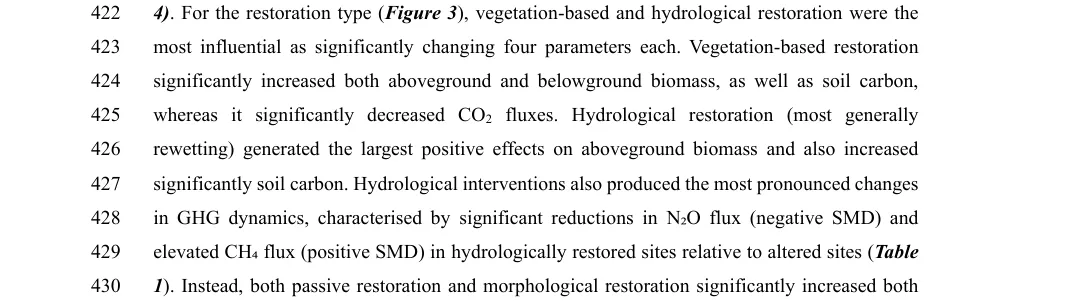 422 4). For the restoration type (Figure 3), vegetation-based and hydrological restoration were the
423 most influential as significantly changing four parameters each. Vegetation-based restoration
424 significantly increased both aboveground and belowground biomass, as well as soil carbon,
425 whereas it significantly decreased CO₂ fluxes. Hydrological restoration (most generally
426 rewetting) generated the largest positive effects on aboveground biomass and also increased
427 significantly soil carbon. Hydrological interventions also produced the most pronounced changes
428 in GHG dynamics, characterised by significant reductions in N₂O flux (negative SMD) and
429 elevated CH₄ flux (positive SMD) in hydrologically restored sites relative to altered sites (Table
430 1). Instead, both passive restoration and morphological restoration significantly increased both